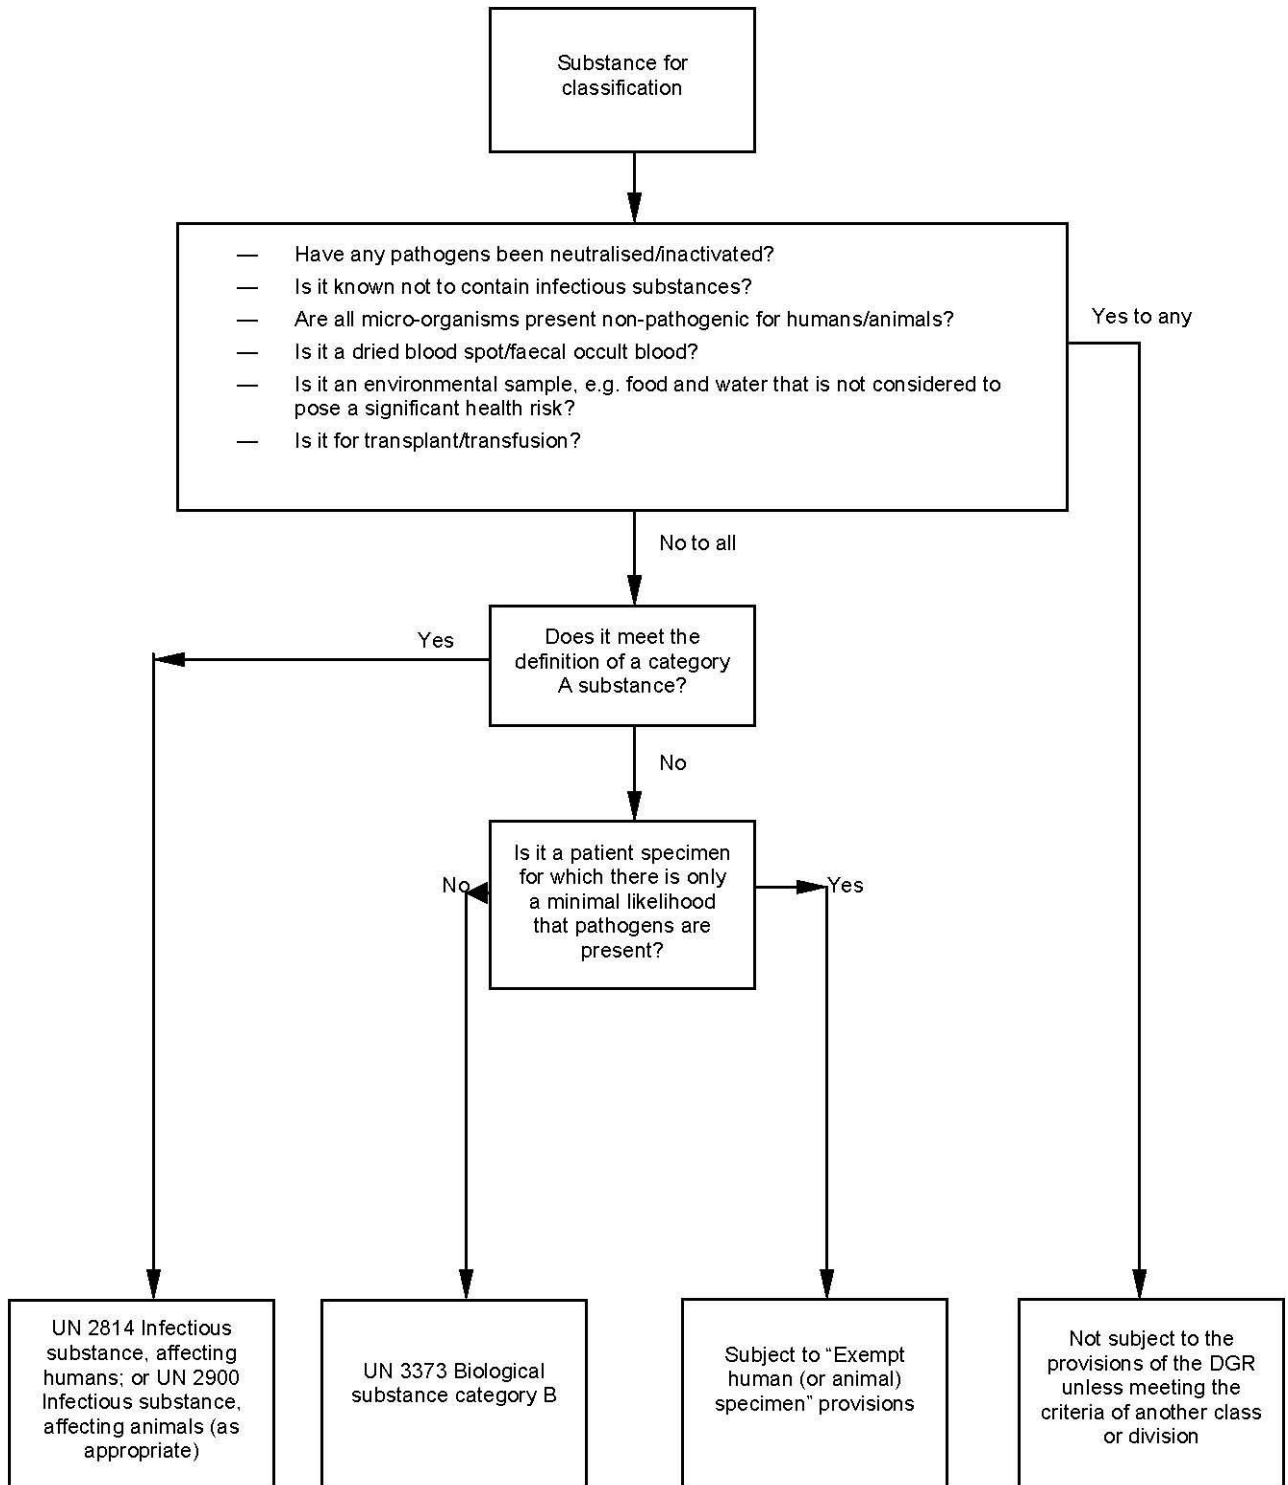 Substance for
classification
— Have any pathogens been neutralised/inactivated?
— Is it known not to contain infectious substances?
— Are all micro-organisms present non-pathogenic for humans/animals?
— Is it a dried blood spot/faecal occult blood?
— Is it an environmental sample, e.g. food and water that is not considered to
pose a significant health risk?
— Is it for transplant/transfusion?
Yes to any
No to all
Yes
Does it meet the
definition of a category
A substance?
No
Is it a patient specimen
for which there is only
a minimal likelihood
that pathogens are
present?
No
Yes
UN 2814 Infectious
substance, affecting
humans; or UN 2900
Infectious substance,
affecting animals (as
appropriate)
UN 3373 Biological
substance category B
Subject to “Exempt
human (or animal)
specimen” provisions
Not subject to the
provisions of the DGR
unless meeting the
criteria of another class
or division